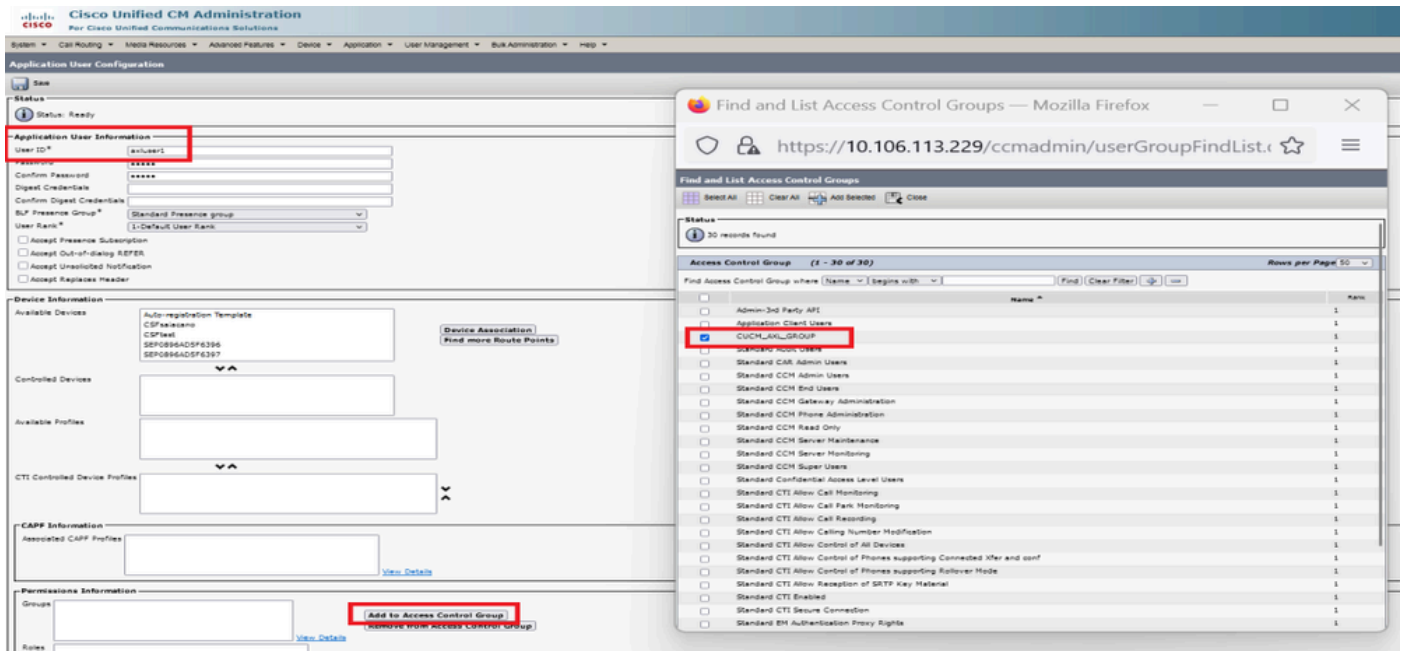 cisco
Cisco Unified CM Administration
For Cisco Unified Communications Solutions
System Call Routing Media Resources Advanced Features Device Application User Management Bulk Administration Help
Application User Configuration
Save
Status
Status: Ready
Application User Information
User ID* axluser1
Password •••••
Confirm Password •••••
Digest Credentials
Confirm Digest Credentials
BLF Presence Group* Standard Presence group
User Rank* 1-Default User Rank
Accept Presence Subscription
Accept Out-of-dialog REFER
Accept Unsolicited Notification
Accept Replaces Header
Device Information
Available Devices
Auto-registration Template
CSFselecano
CSFtest
SEP0896AD5F6396
SEP0896AD5F6397
Device Association
Find more Route Points
Controlled Devices
Available Profiles
CTI Controlled Device Profiles
CAPF Information
Associated CAPF Profiles
View Details
Permissions Information
Groups
Add to Access Control Group
Remove from Access Control Group
View Details
Roles
Find and List Access Control Groups — Mozilla Firefox
https://10.106.113.229/ccmadmin/userGroupFindList.
Find and List Access Control Groups
Select All Clear All Add Selected Close
Status
30 records found
Access Control Group (1 - 30 of 30) Rows per Page 50
Find Access Control Group where Name begins with Find Clear Filter
Name Rank
Admin-3rd Party API 1
Application Client Users 1
CUCM_AXL_GROUP 1
Standard Audit Users 1
Standard CAR Admin Users 1
Standard CCM Admin Users 1
Standard CCM End Users 1
Standard CCM Gateway Administration 1
Standard CCM Phone Administration 1
Standard CCM Read Only 1
Standard CCM Server Maintenance 1
Standard CCM Server Monitoring 1
Standard CCM Super Users 1
Standard Confidential Access Level Users 1
Standard CTI Allow Call Monitoring 1
Standard CTI Allow Call Park Monitoring 1
Standard CTI Allow Call Recording 1
Standard CTI Allow Calling Number Modification 1
Standard CTI Allow Control of All Devices 1
Standard CTI Allow Control of Phones supporting Connected Xfer and conf 1
Standard CTI Allow Control of Phones supporting Rollover Mode 1
Standard CTI Allow Reception of SRTP Key Material 1
Standard CTI Enabled 1
Standard CTI Secure Connection 1
Standard EM Authentication Proxy Rights 1